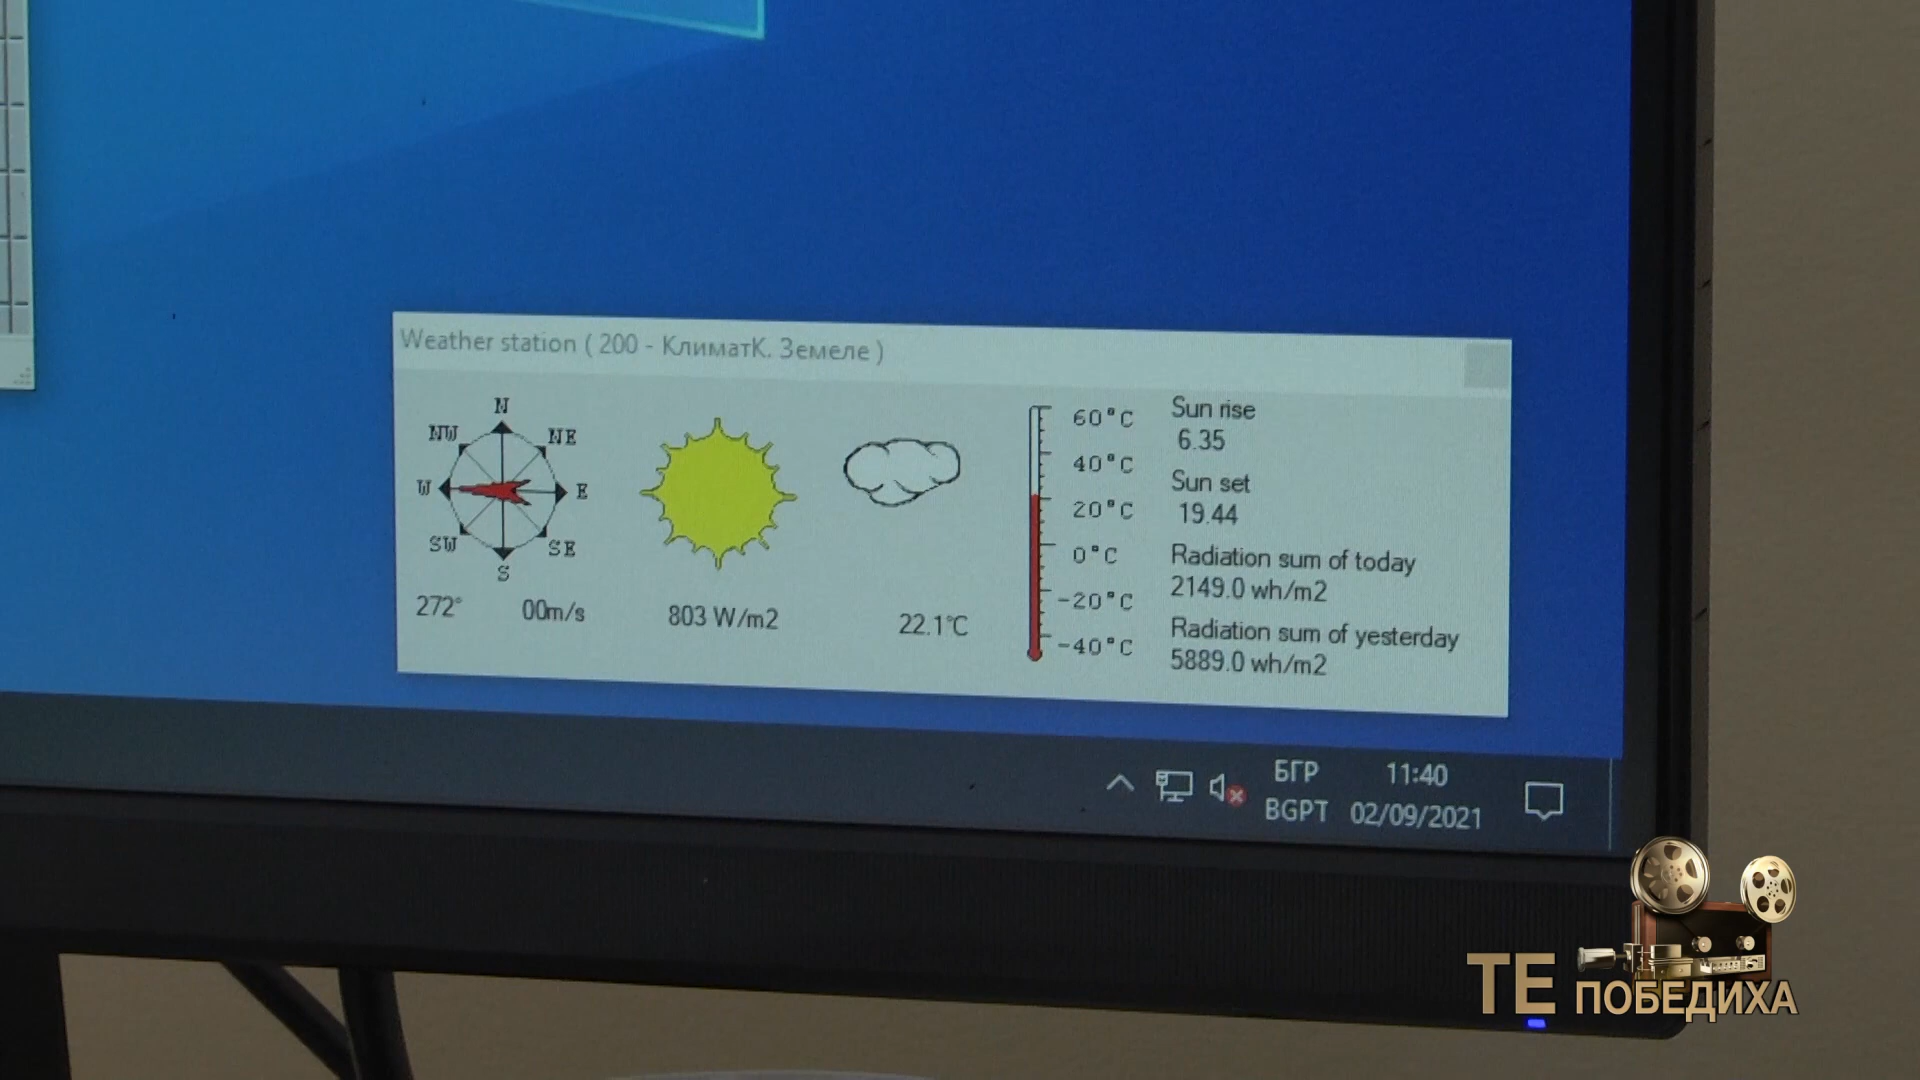 Weather station ( 200 - КлиматК. Земеле )
N
NW
NE
W
E
SW
SE
S
272°
00m/s
803 W/m2
22.1°C
60°C
40°C
20°C
0°C
-20°C
-40°C
Sun rise
6.35
Sun set
19.44
Radiation sum of today
2149.0 wh/m2
Radiation sum of yesterday
5889.0 wh/m2
БГР
BGPT
11:40
02/09/2021
ТЕ ПОБЕДИХА